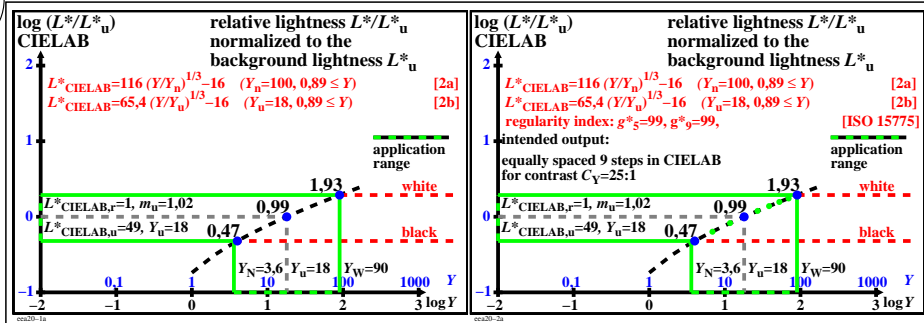 log (L*/L*u)
CIELAB
relative lightness L*/L*u
normalized to the
background lightness L*u
L*CIELAB=116 (Y/Yn)1/3–16 (Yn=100, 0,89 ≤ Y) [2a]
L*CIELAB=65,4 (Y/Yu)1/3–16 (Yu=18, 0,89 ≤ Y) [2b]
application
range
2
1
0
–1
1,93
0,99
0,47
white
black
L*CIELAB,r=1, mu=1,02
L*CIELAB,u=49, Yu=18
YN=3,6 Yu=18 YW=90
0,1 1 10 100 1000 Y
–2 –1 0 1 2 3 log Y
eea20-1a
log (L*/L*u)
CIELAB
relative lightness L*/L*u
normalized to the
background lightness L*u
L*CIELAB=116 (Y/Yn)1/3–16 (Yn=100, 0,89 ≤ Y) [2a]
L*CIELAB=65,4 (Y/Yu)1/3–16 (Yu=18, 0,89 ≤ Y) [2b]
regularity index: g*5=99, g*9=99, [ISO 15775]
intended output:
equally spaced 9 steps in CIELAB
for contrast CY=25:1
application
range
2
1
0
–1
1,93
0,99
0,47
white
black
L*CIELAB,r=1, mu=1,02
L*CIELAB,u=49, Yu=18
YN=3,6 Yu=18 YW=90
0,1 1 10 100 1000 Y
–2 –1 0 1 2 3 log Y
eea20-2a